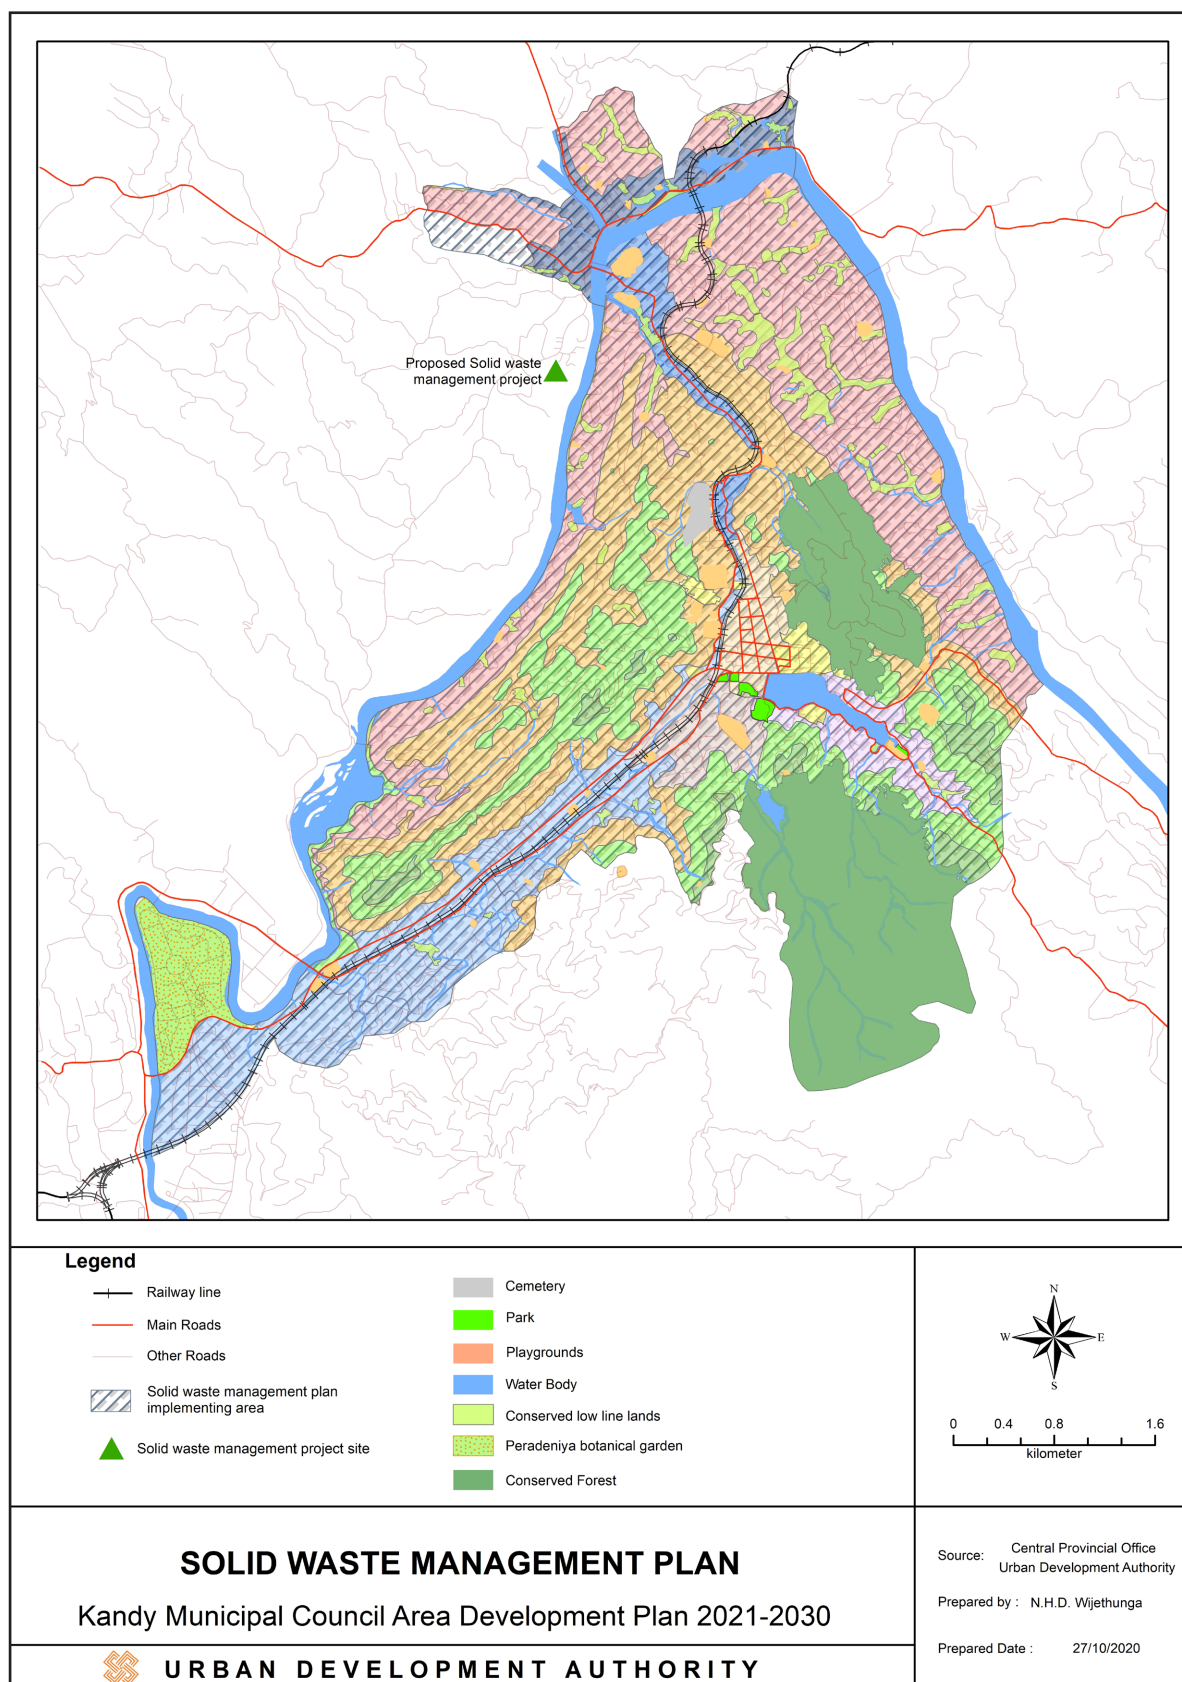 Proposed Solid waste
management project
Legend
Railway line
Main Roads
Other Roads
Solid waste management plan
implementing area
Solid waste management project site
Cemetery
Park
Playgrounds
Water Body
Conserved low line lands
Peradeniya botanical garden
Conserved Forest
N
W E
S
0 0.4 0.8 1.6
kilometer
SOLID WASTE MANAGEMENT PLAN
Kandy Municipal Council Area Development Plan 2021-2030
URBAN DEVELOPMENT AUTHORITY
Source: Central Provincial Office
Urban Development Authority
Prepared by : N.H.D. Wijethunga
Prepared Date : 27/10/2020